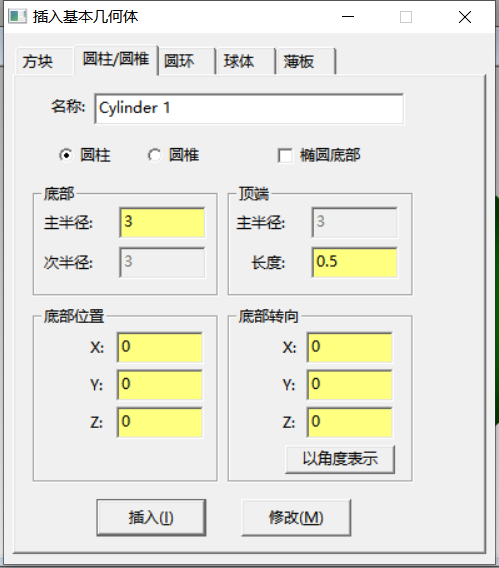 插入基本几何体
方块 圆柱/圆椎 圆环 球体 薄板
名称: Cylinder 1
圆柱 圆椎 椭圆底部
底部 顶端
主半径: 3 主半径: 3
次半径: 3 长度: 0.5
底部位置 底部转向
X: 0 X: 0
Y: 0 Y: 0
Z: 0 Z: 0
以角度表示
插入(I) 修改(M)